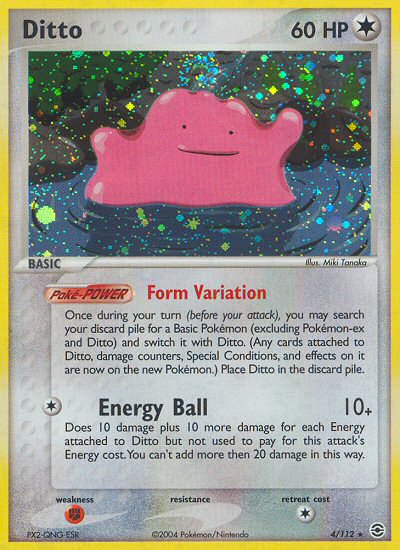 Ditto 60 HP
BASIC Illus. Miki Tanaka
Poké-POWER Form Variation
Once during your turn (before your attack), you may search
your discard pile for a Basic Pokémon (excluding Pokémon-ex
and Ditto) and switch it with Ditto. (Any cards attached to
Ditto, damage counters, Special Conditions, and effects on it
are now on the new Pokémon.) Place Ditto in the discard pile.
Energy Ball 10+
Does 10 damage plus 10 more damage for each Energy
attached to Ditto but not used to pay for this attack's
Energy cost. You can't add more then 20 damage in this way.
weakness resistance retreat cost
PX2-QNG-ESR ©2004 Pokémon/Nintendo 4/112 ★